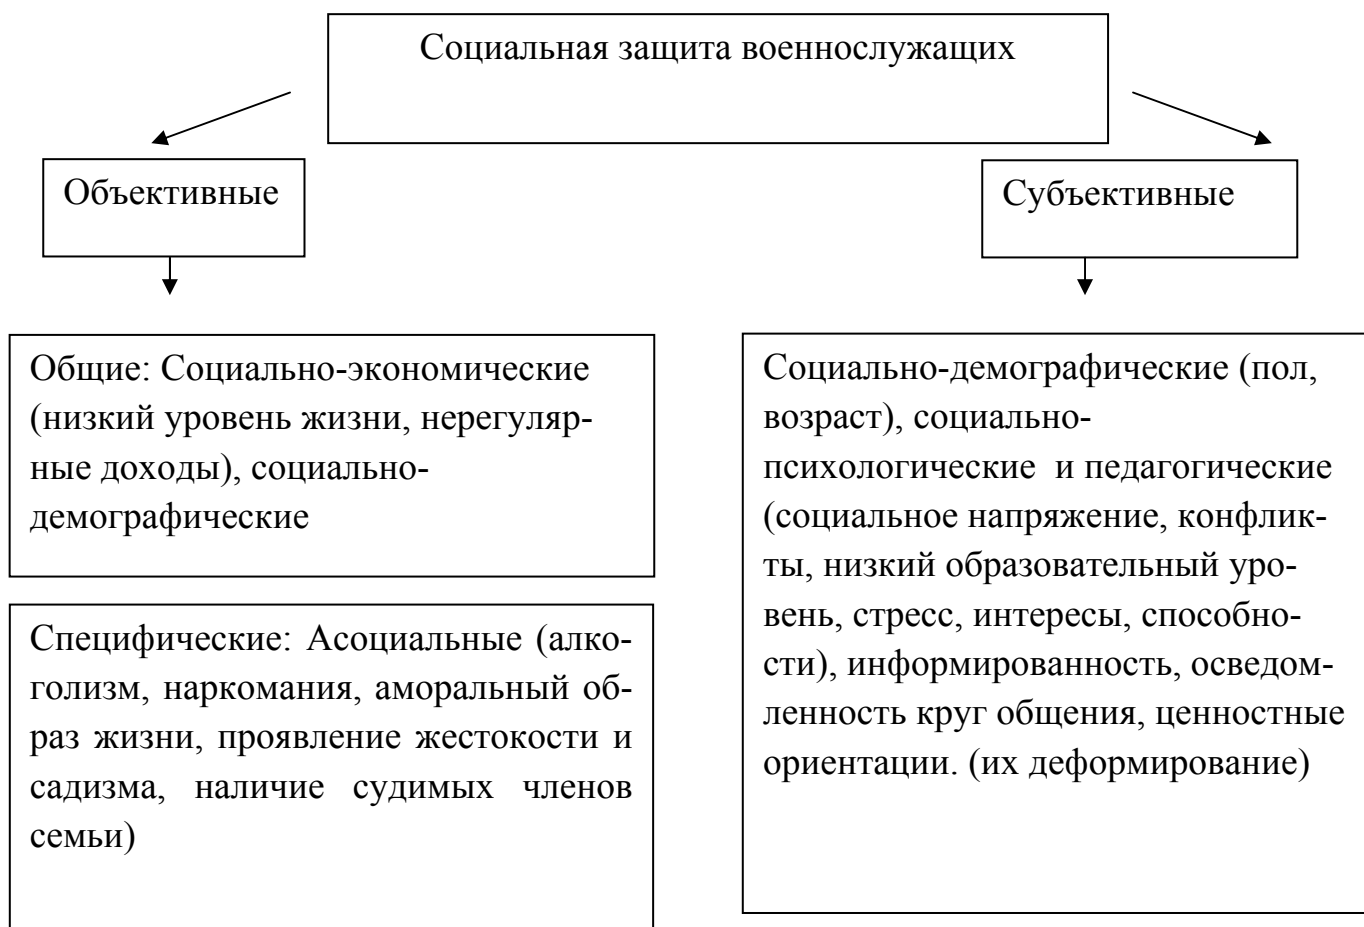 Социальная защита военнослужащих
Объективные
Субъективные
Общие: Социально-экономические
(низкий уровень жизни, нерегуляр-
ные доходы), социально-
демографические
Специфические: Асоциальные (алко-
голизм, наркомания, аморальный об-
раз жизни, проявление жестокости и
садизма, наличие судимых членов
семьи)
Социально-демографические (пол,
возраст), социально-
психологические и педагогические
(социальное напряжение, конфлик-
ты, низкий образовательный уро-
вень, стресс, интересы, способно-
сти), информированность, осведом-
ленность круг общения, ценностные
ориентации. (их деформирование)